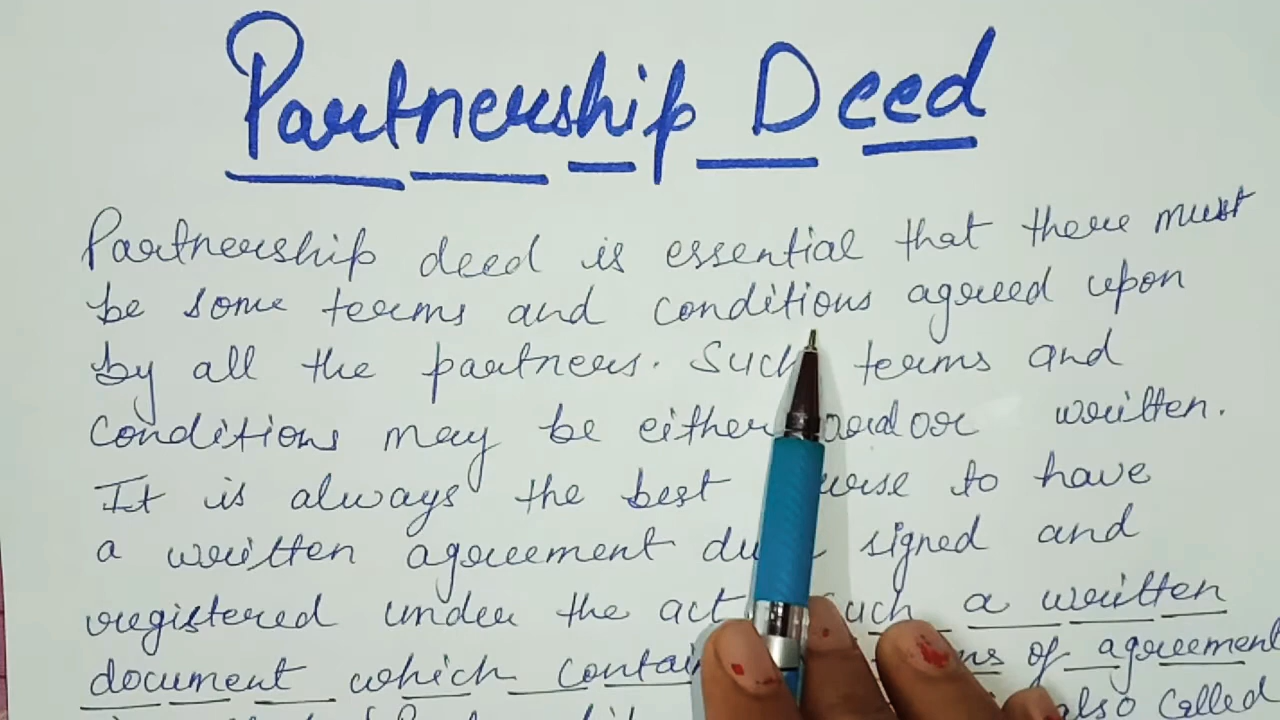 Partnership Deed
Partnership deed is essential that there must
be some terms and conditions agreed upon
by all the partners. Such terms and
conditions may be either or written.
It is always the best to have
a written agreement signed and
registered under the act such a written
document which of agreement
also called